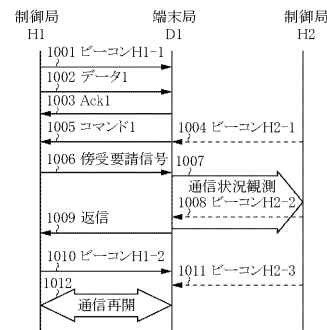 制御局 端末局 制御局
H1 D1 H2
1001 ビーコンH1-1
1002 データ1
1003 Ack1
1005 コマンド1 1004 ビーコンH2-1
1006 傍受要請信号 1007
通信状況観測
1008 ビーコンH2-2
1009 返信
1010 ビーコンH1-2
1011 ビーコンH2-3
1012
通信再開